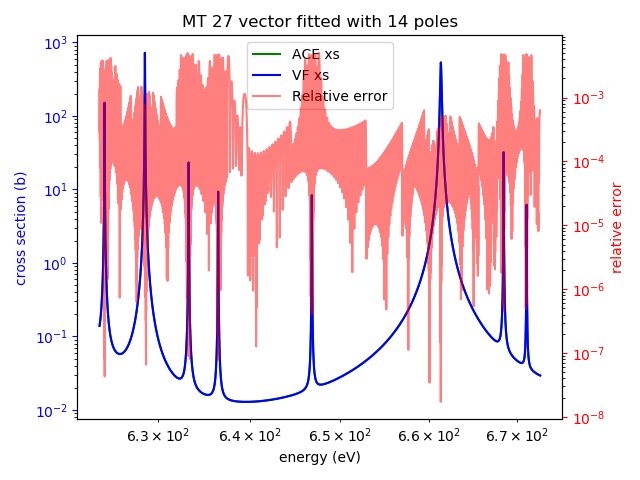 MT 27 vector fitted with 14 poles
ACE xs
VF xs
Relative error
cross section (b)
10^3
10^2
10^1
10^0
10^-1
10^-2
10^-3
10^-4
10^-5
10^-6
10^-7
10^-8
relative error
6.3 × 10^2
6.4 × 10^2
6.5 × 10^2
6.6 × 10^2
6.7 × 10^2
energy (eV)